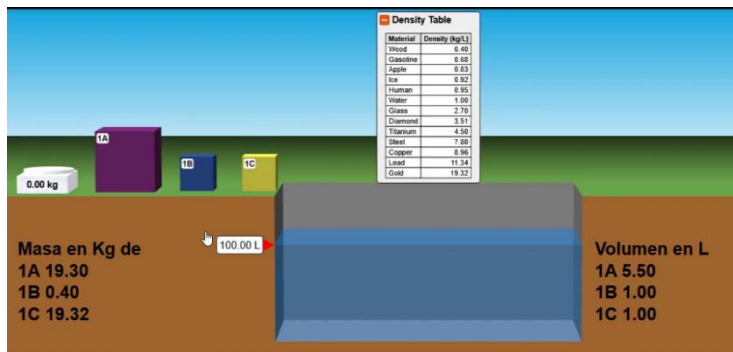 Density Table
Material Density (kg/L)
Wood 0.40
Gasoline 0.68
Apple 0.83
Ice 0.92
Human 0.95
Water 1.00
Glass 2.70
Diamond 3.51
Titanium 4.50
Steel 7.80
Copper 8.96
Lead 11.34
Gold 19.32
1A
1B
1C
0.00 kg
100.00 L
Masa en Kg de
1A 19.30
1B 0.40
1C 19.32
Volumen en L
1A 5.50
1B 1.00
1C 1.00